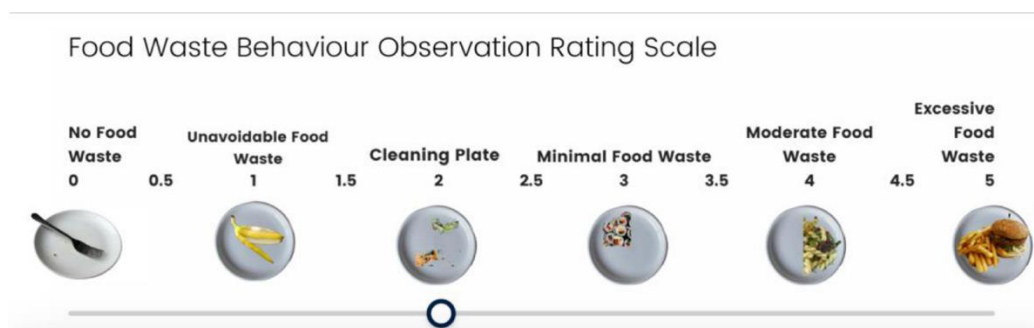 Food Waste Behaviour Observation Rating Scale
No Food
Waste
Unavoidable Food
Waste
Cleaning Plate
Minimal Food Waste
Moderate Food
Waste
Excessive
Food
Waste
0 0.5 1 1.5 2 2.5 3 3.5 4 4.5 5